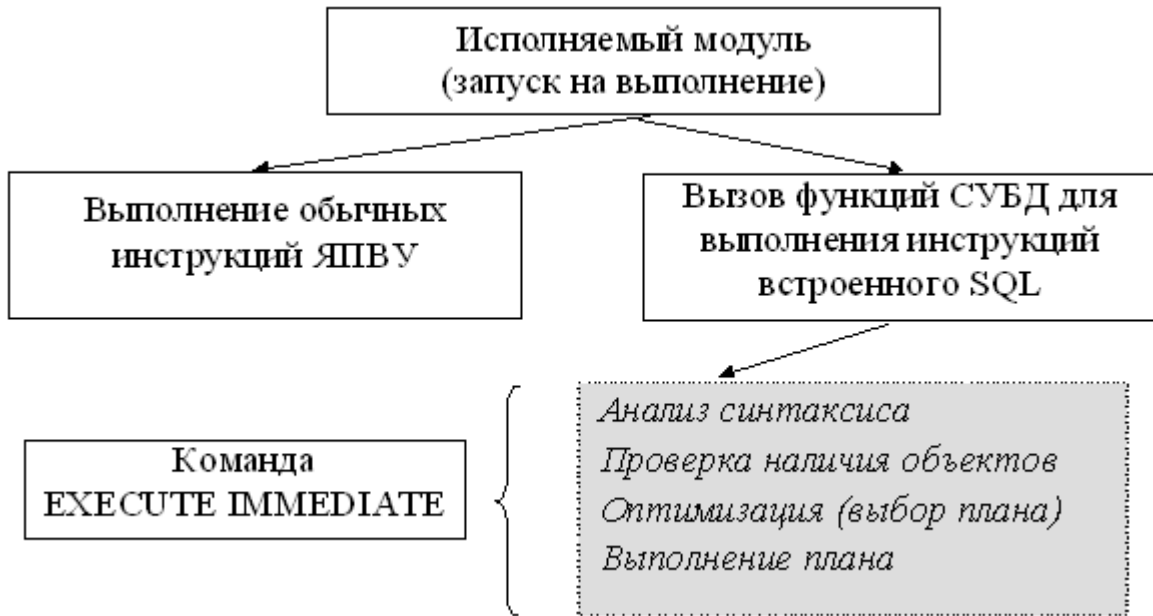 Исполняемый модуль
(запуск на выполнение)
Выполнение обычных
инструкций ЯПВУ
Вызов функций СУБД для
выполнения инструкций
встроенного SQL
Команда
EXECUTE IMMEDIATE
Анализ синтаксиса
Проверка наличия объектов
Оптимизация (выбор плана)
Выполнение плана